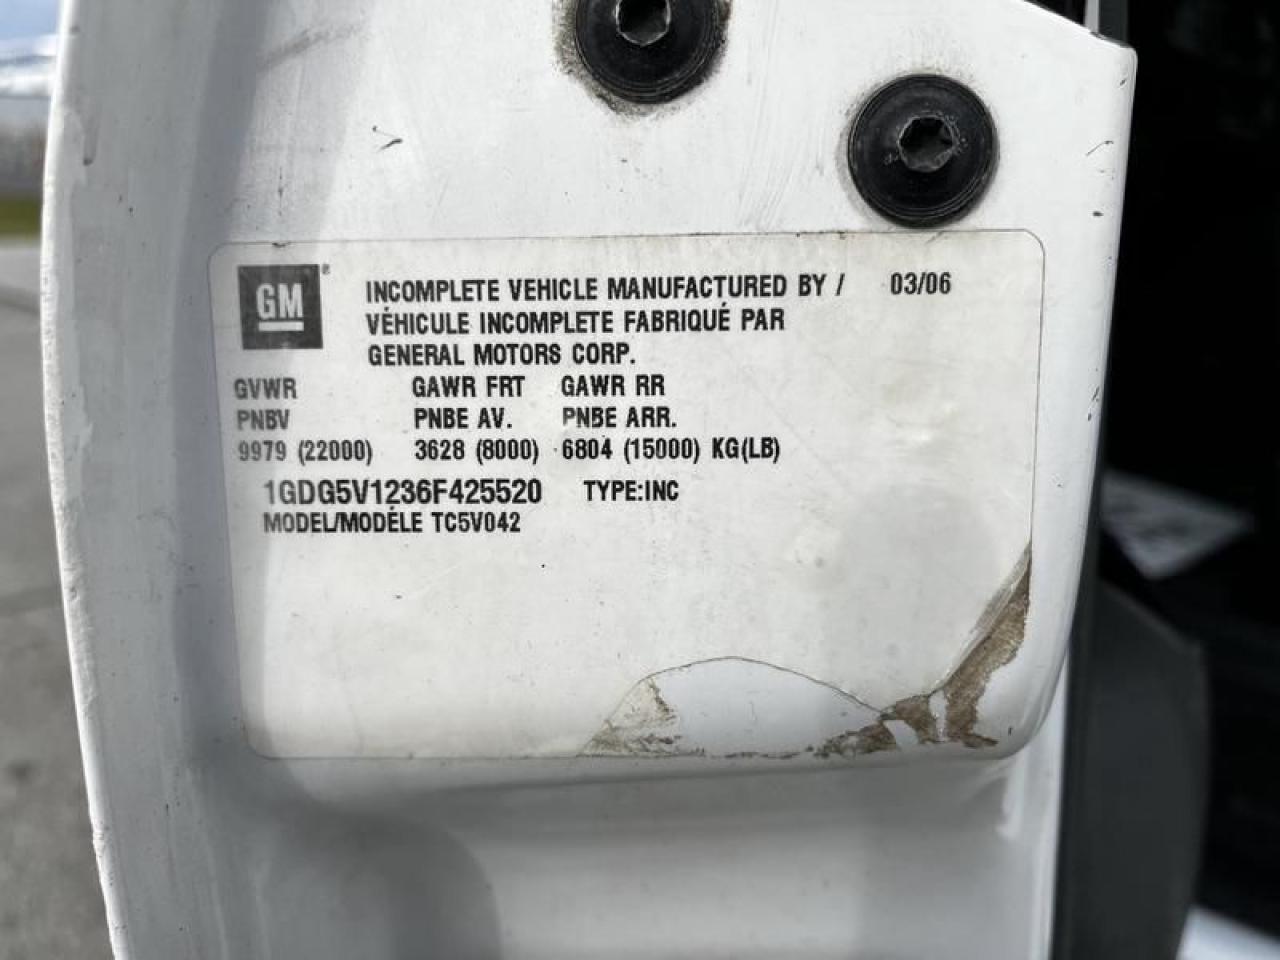 GM® INCOMPLETE VEHICLE MANUFACTURED BY / 03/06
VÉHICULE INCOMPLETE FABRIQUÉ PAR
GENERAL MOTORS CORP.
GVWR GAWR FRT GAWR RR
PNBV PNBE AV. PNBE ARR.
9979 (22000) 3628 (8000) 6804 (15000) KG(LB)
1GDG5V1236F425520 TYPE:INC
MODEL/MODÈLE TC5V042